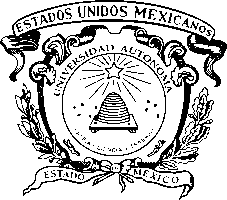 ESTADOS UNIDOS MEXICANOS
UNIVERSIDAD AUTONOMA
ESTADO MEXICO